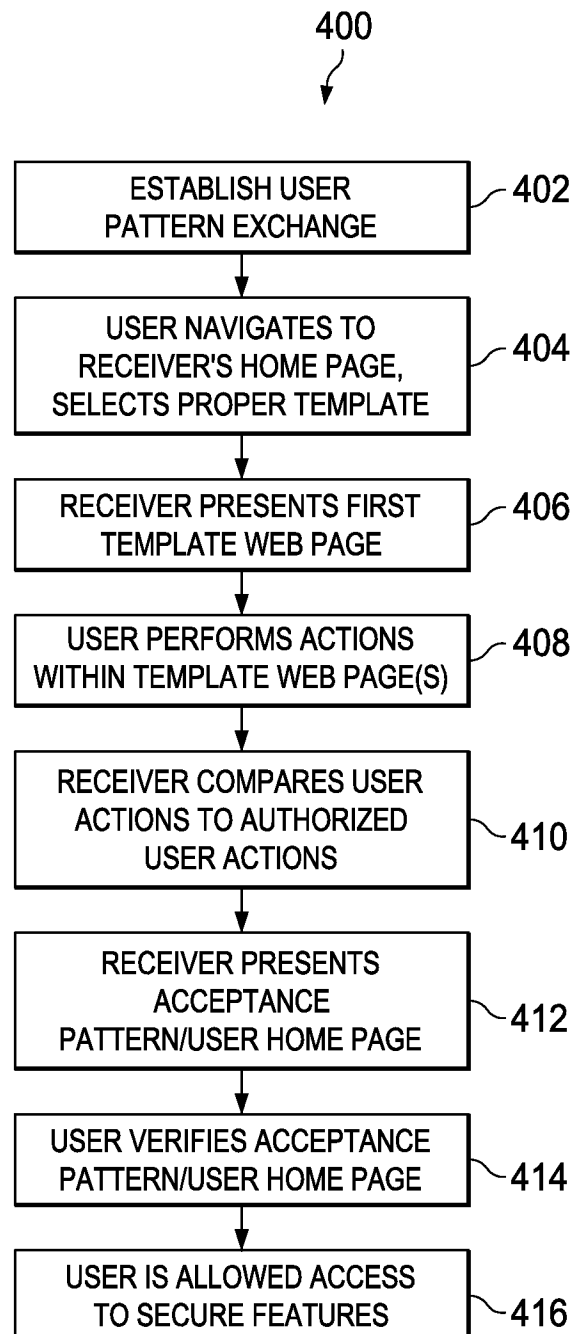 400
ESTABLISH USER
PATTERN EXCHANGE
402
USER NAVIGATES TO
RECEIVER'S HOME PAGE,
SELECTS PROPER TEMPLATE
404
RECEIVER PRESENTS FIRST
TEMPLATE WEB PAGE
406
USER PERFORMS ACTIONS
WITHIN TEMPLATE WEB PAGE(S)
408
RECEIVER COMPARES USER
ACTIONS TO AUTHORIZED
USER ACTIONS
410
RECEIVER PRESENTS
ACCEPTANCE
PATTERN/USER HOME PAGE
412
USER VERIFIES ACCEPTANCE
PATTERN/USER HOME PAGE
414
USER IS ALLOWED ACCESS
TO SECURE FEATURES
416